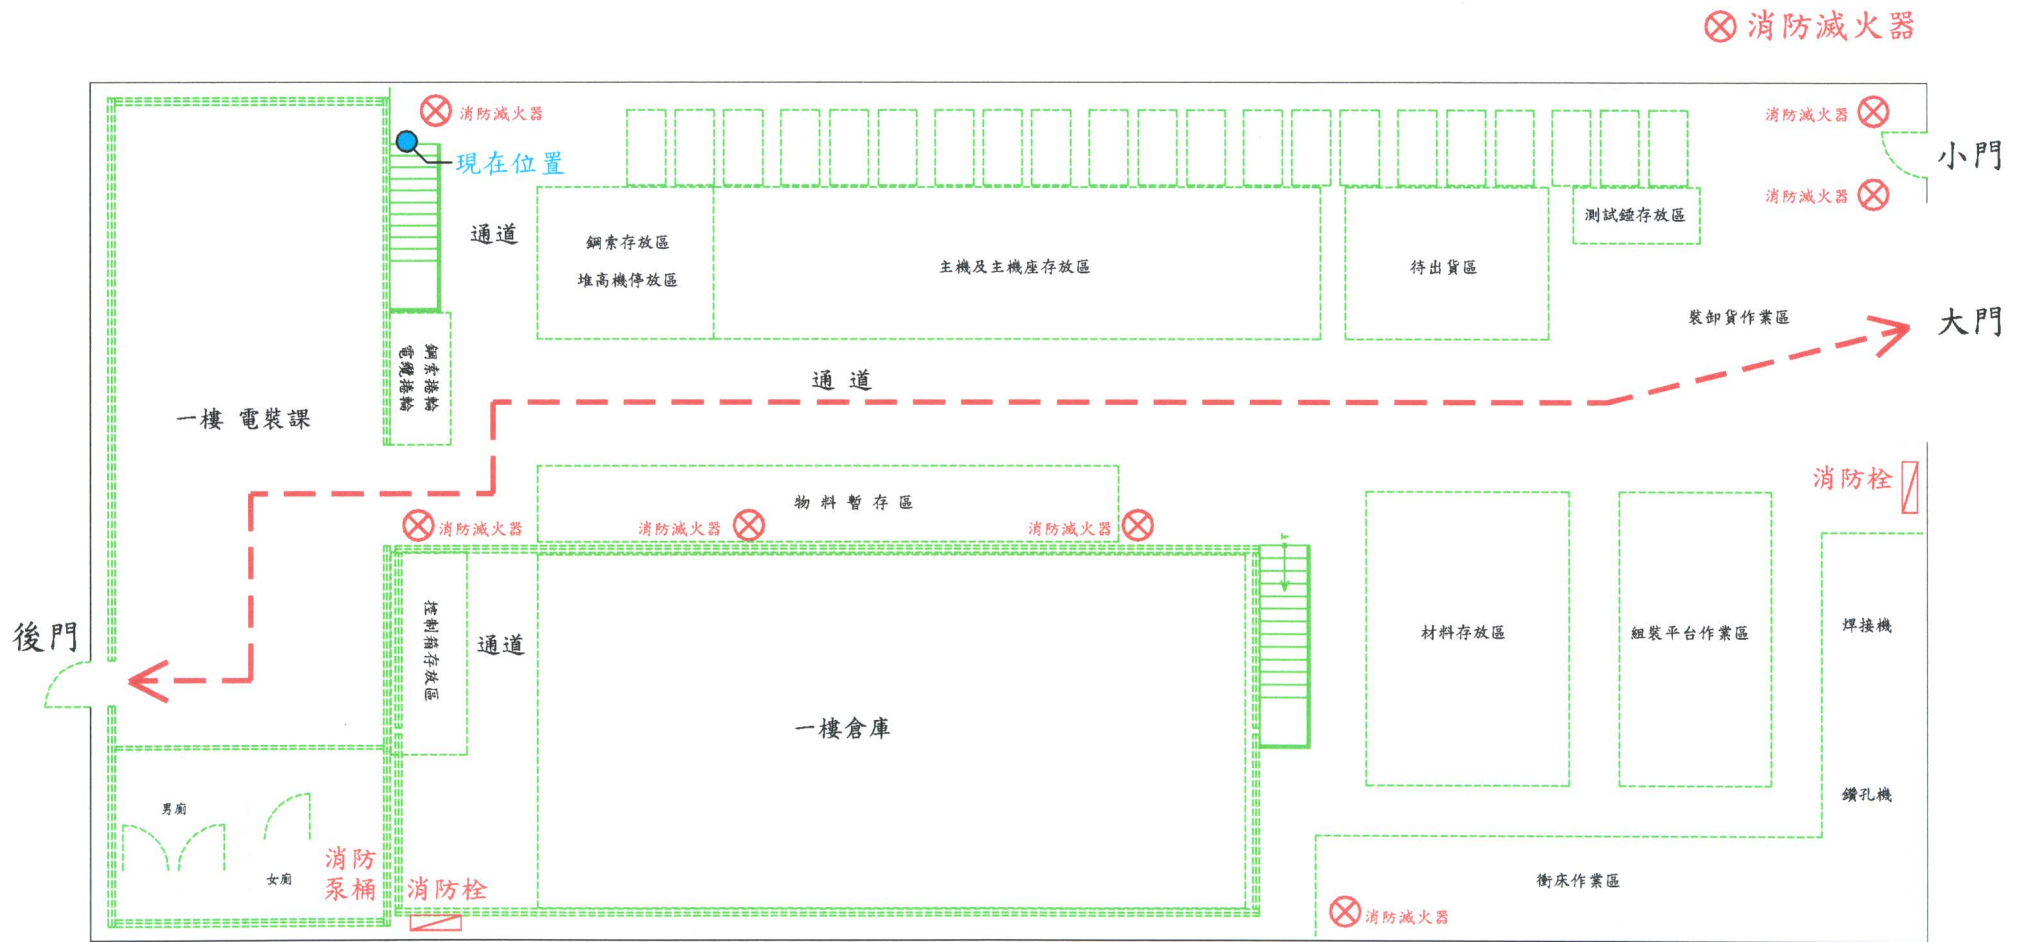 消防滅火器
消防滅火器
消防滅火器
現在位置
小門
消防滅火器
測試錘存放區
通道
鋼索存放區
堆高機停放區
主機及主機座存放區
待出貨區
裝卸貨作業區
大門
鋼索捲輪
電纜捲輪
通道
一樓 電裝課
消防栓
物料暫存區
消防滅火器
消防滅火器
消防滅火器
後門
控制箱存放區
通道
材料存放區
組裝平台作業區
焊接機
一樓倉庫
鑽孔機
男廁
女廁
消防
泵桶
消防栓
衝床作業區
消防滅火器